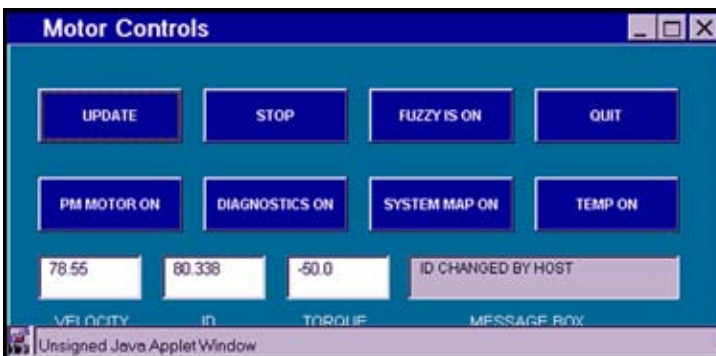 Motor Controls
UPDATE STOP FUZZY IS ON QUIT
PM MOTOR ON DIAGNOSTICS ON SYSTEM MAP ON TEMP ON
78.55 80.338 -50.0 ID CHANGED BY HOST
VELOCITY ID TORQUE MESSAGE BOX
Unsigned Java Applet Window